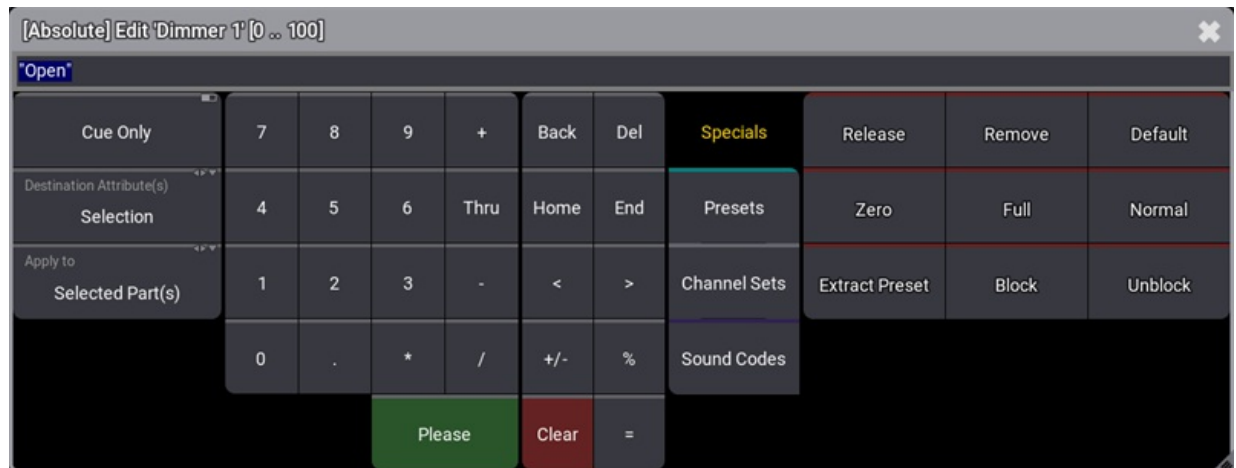 [Absolute] Edit 'Dimmer 1' [0 .. 100]
"Open"
Cue Only 7 8 9 + Back Del Specials Release Remove Default
Destination Attribute(s)
Selection 4 5 6 Thru Home End Presets Zero Full Normal
Apply to
Selected Part(s) 1 2 3 - < > Channel Sets Extract Preset Block Unblock
0 . * / +/- % Sound Codes
Please Clear =